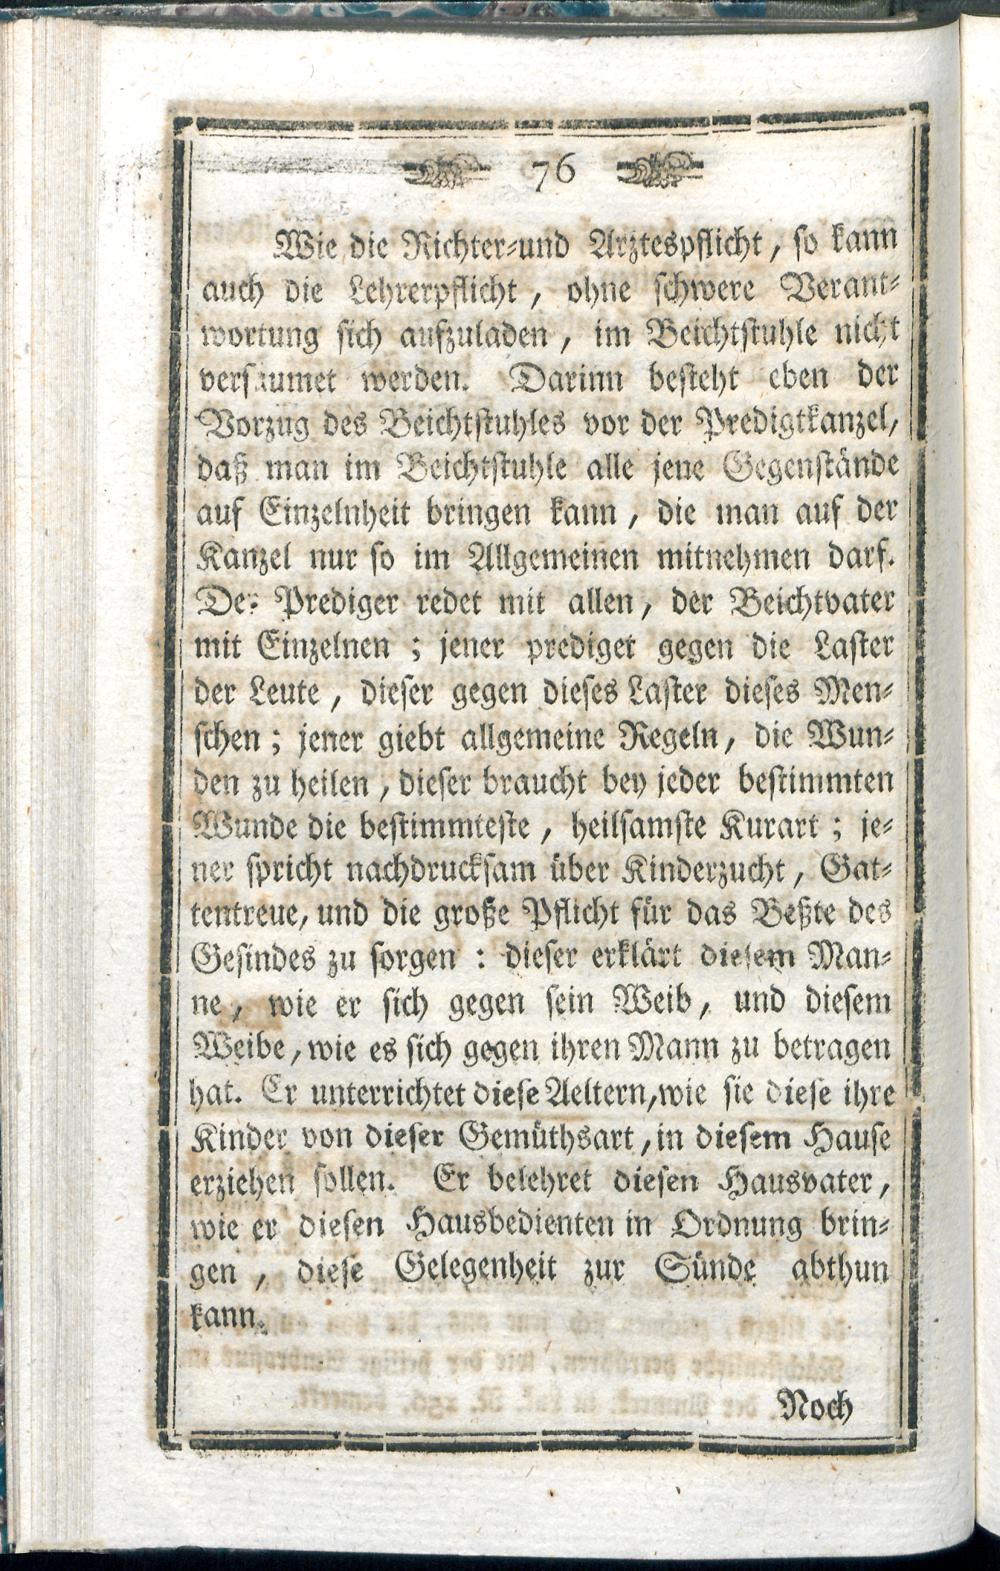 76
Wie die Richter-und Arztespflicht, so kann
auch die Lehrerpflicht, ohne schwere Verant-
wortung sich aufzuladen, im Beichtstuhle nicht
versäumet werden. Darinn besteht eben der
Vorzug des Beichtstuhles vor der Predigtkanzel,
daß man im Beichtstuhle alle jene Gegenstände
auf Einzelnheit bringen kann, die man auf der
Kanzel nur so im Allgemeinen mitnehmen darf.
Der Prediger redet mit allen, der Beichtvater
mit Einzelnen; jener prediget gegen die Laster
der Leute, dieser gegen dieses Laster dieses Men-
schen; jener giebt allgemeine Regeln, die Wun-
den zu heilen, dieser braucht bey jeder bestimmten
Wunde die bestimmteste, heilsamste Kurart; je-
ner spricht nachdrucksam über Kinderzucht, Gat-
tentreue, und die große Pflicht für das Beßte des
Gesindes zu sorgen: dieser erklärt diesem Man-
ne, wie er sich gegen sein Weib, und diesem
Weibe, wie es sich gegen ihren Mann zu betragen
hat. Er unterrichtet diese Aeltern, wie sie diese ihre
Kinder von dieser Gemüthsart, in diesem Hause
erziehen sollen. Er belehret diesen Hausvater,
wie er diesen Hausbedienten in Ordnung brin-
gen, diese Gelegenheit zur Sünde abthun
kann.
Noch